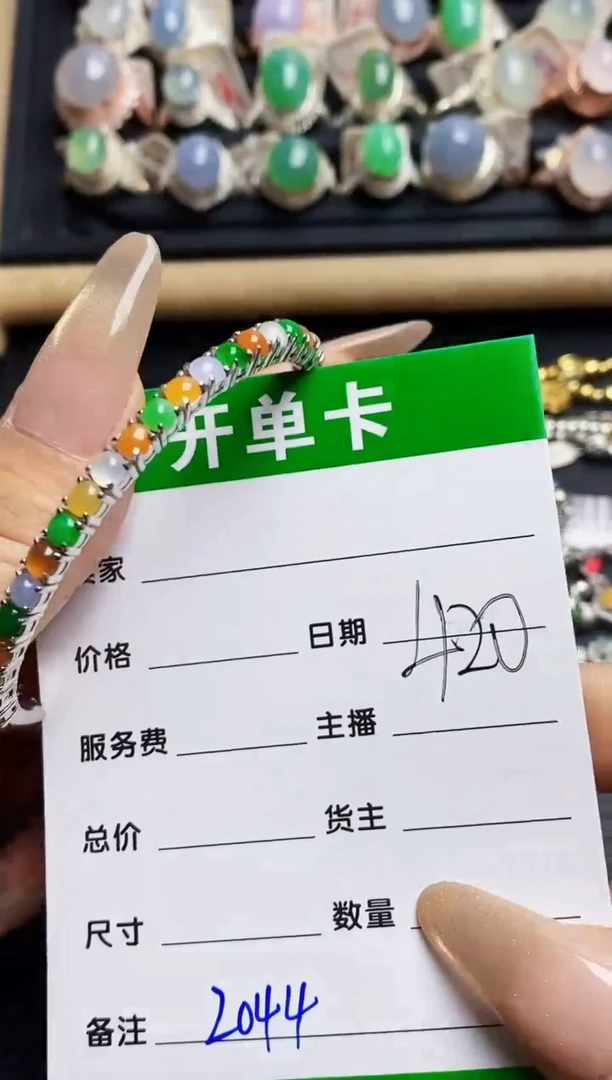 开单卡
家
价格 日期 420
服务费 主播
总价 货主
尺寸 数量
备注 2044